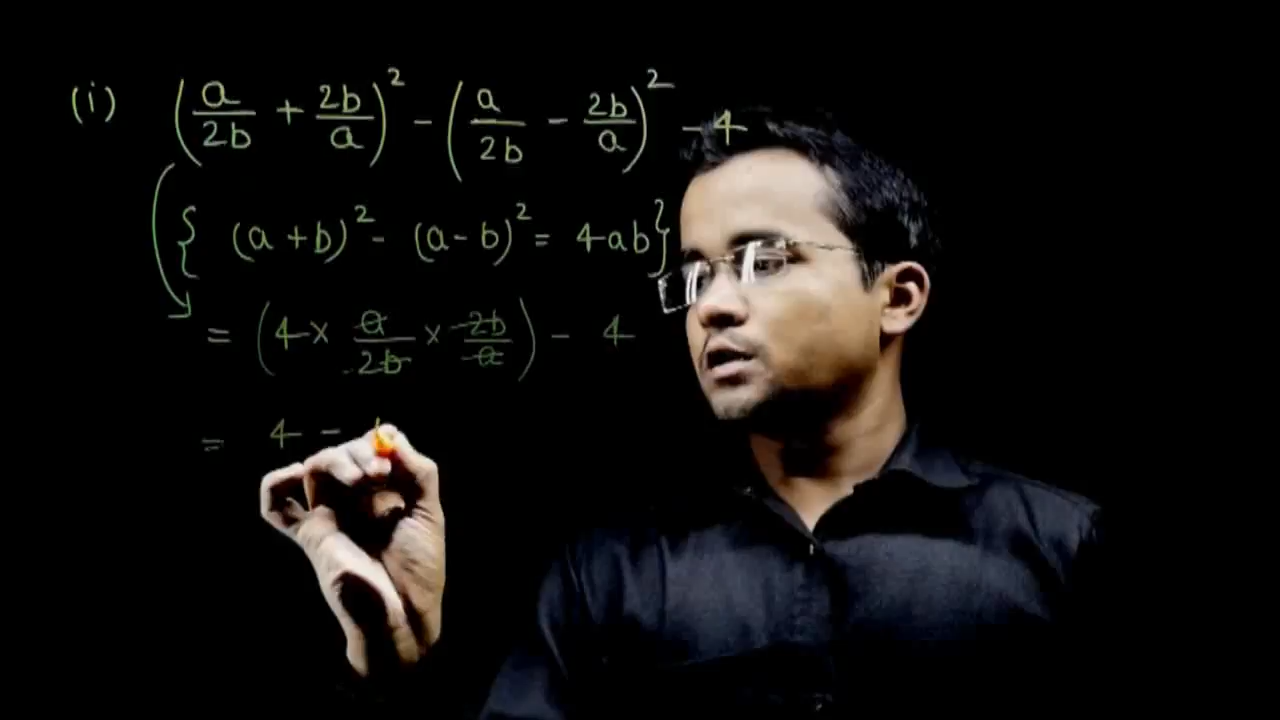 (i) (a/2b + 2b/a)² - (a/2b - 2b/a)² - 4
{ (a+b)² - (a-b)² = 4ab}
= (4 × a/2b × 2b/a) - 4
= 4 -